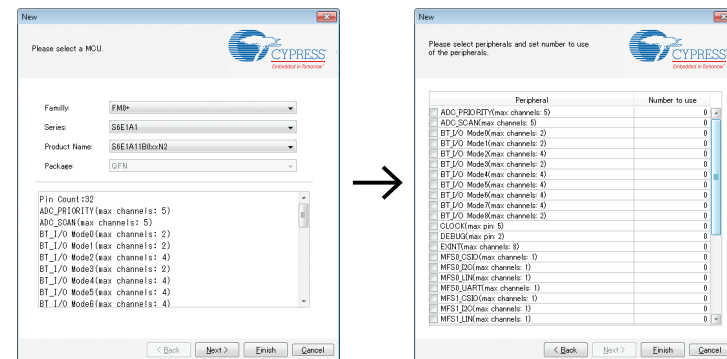 New
Please select a MCU.
CYPRESS
Embedded in Tomorrow™
Familly: FM0+
Series: S6E1A1
Product Name: S6E1A11B0xxN2
Package: QFN
Pin Count:32
ADC_PRIORITY(max channels: 5)
ADC_SCAN(max channels: 5)
BT_I/O Mode0(max channels: 2)
BT_I/O Mode1(max channels: 2)
BT_I/O Mode2(max channels: 4)
BT_I/O Mode3(max channels: 2)
BT_I/O Mode4(max channels: 4)
BT_I/O Mode5(max channels: 4)
BT_I/O Mode6(max channels: 4)
< Back Next > Finish Cancel
New
Please select peripherals and set number to use
of the peripherals.
CYPRESS
Embedded in Tomorrow™
Peripheral Number to use
ADC_PRIORITY(max channels: 5) 0
ADC_SCAN(max channels: 5) 0
BT_I/O Mode0(max channels: 2) 0
BT_I/O Mode1(max channels: 2) 0
BT_I/O Mode2(max channels: 4) 0
BT_I/O Mode3(max channels: 2) 0
BT_I/O Mode4(max channels: 4) 0
BT_I/O Mode5(max channels: 4) 0
BT_I/O Mode6(max channels: 4) 0
BT_I/O Mode7(max channels: 4) 0
BT_I/O Mode8(max channels: 2) 0
CLOCK(max pin: 5) 0
DEBUG(max pin: 2) 0
EXINT(max channels: 8) 0
MFS0_CSIO(max channels: 1) 0
MFS0_I2C(max channels: 1) 0
MFS0_LIN(max channels: 1) 0
MFS0_UART(max channels: 1) 0
MFS1_CSIO(max channels: 1) 0
MFS1_I2C(max channels: 1) 0
MFS1_LIN(max channels: 1) 0
< Back Next > Finish Cancel